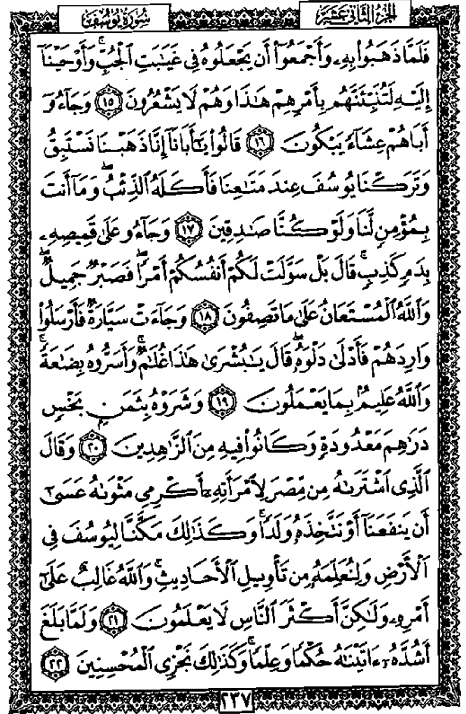 الجزء الثاني عشر
سورة يوسف
فَلَمَّا ذَهَبُوا۟ بِهِۦ وَأَجْمَعُوٓا۟ أَن يَجْعَلُوهُ فِى غَيَـٰبَتِ ٱلْجُبِّ ۚ وَأَوْحَيْنَآ
إِلَيْهِ لَتُنَبِّئَنَّهُم بِأَمْرِهِمْ هَـٰذَا وَهُمْ لَا يَشْعُرُونَ ١٥ وَجَآءُوٓ
أَبَاهُمْ عِشَآءً يَبْكُونَ ١٦ قَالُوا۟ يَـٰٓأَبَانَآ إِنَّا ذَهَبْنَا نَسْتَبِقُ
وَتَرَكْنَا يُوسُفَ عِندَ مَتَـٰعِنَا فَأَكَلَهُ ٱلذِّئْبُ ۖ وَمَآ أَنتَ
بِمُؤْمِنٍ لَّنَا وَلَوْ كُنَّا صَـٰدِقِينَ ١٧ وَجَآءُو عَلَىٰ قَمِيصِهِۦ
بِدَمٍ كَذِبٍ ۚ قَالَ بَلْ سَوَّلَتْ لَكُمْ أَنفُسُكُمْ أَمْرًا ۖ فَصَبْرٌ جَمِيلٌ ۖ
وَٱللَّهُ ٱلْمُسْتَعَانُ عَلَىٰ مَا تَصِفُونَ ١٨ وَجَآءَتْ سَيَّارَةٌ فَأَرْسَلُوا۟
وَارِدَهُمْ فَأَدْلَىٰ دَلْوَهُۥ ۖ قَالَ يَـٰبُشْرَىٰ هَـٰذَا غُلَـٰمٌ ۚ وَأَسَرُّوهُ بِضَـٰعَةً ۚ
وَٱللَّهُ عَلِيمٌۢ بِمَا يَعْمَلُونَ ١٩ وَشَرَوْهُ بِثَمَنٍۭ بَخْسٍ
دَرَٰهِمَ مَعْدُودَةٍ وَكَانُوا۟ فِيهِ مِنَ ٱلزَّٰهِدِينَ ٢٠ وَقَالَ
ٱلَّذِى ٱشْتَرَىٰهُ مِن مِّصْرَ لِٱمْرَأَتِهِۦٓ أَكْرِمِى مَثْوَىٰهُ عَسَىٰٓ
أَن يَنفَعَنَآ أَوْ نَتَّخِذَهُۥ وَلَدًا ۚ وَكَذَٰلِكَ مَكَّنَّا لِيُوسُفَ فِى
ٱلْأَرْضِ وَلِنُعَلِّمَهُۥ مِن تَأْوِيلِ ٱلْأَحَادِيثِ ۚ وَٱللَّهُ غَالِبٌ عَلَىٰٓ
أَمْرِهِۦ وَلَـٰكِنَّ أَكْثَرَ ٱلنَّاسِ لَا يَعْلَمُونَ ٢١ وَلَمَّا بَلَغَ
أَشُدَّهُۥٓ ءَاتَيْنَـٰهُ حُكْمًا وَعِلْمًا ۚ وَكَذَٰلِكَ نَجْزِى ٱلْمُحْسِنِينَ ٢٢
٢٣٧